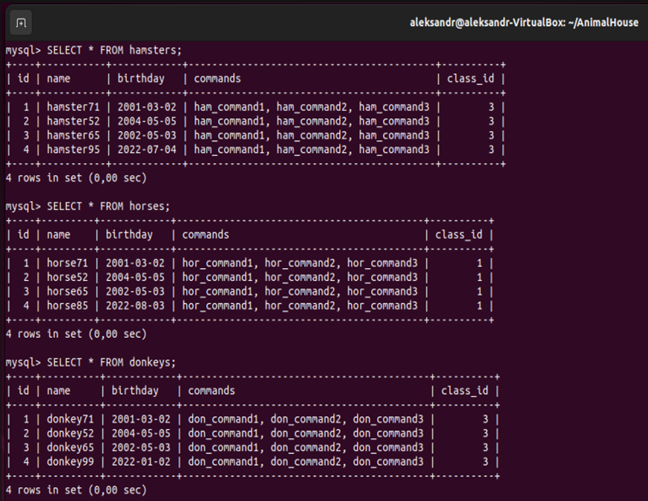 aleksandr@aleksandr-VirtualBox: ~/AnimalHouse
mysql> SELECT * FROM hamsters;
+----+-----------+------------+----------------------------------------+----------+
| id | name      | birthday   | commands                               | class_id |
+----+-----------+------------+----------------------------------------+----------+
|  1 | hamster71 | 2001-03-02 | ham_command1, ham_command2, ham_command3 |        3 |
|  2 | hamster52 | 2004-05-05 | ham_command1, ham_command2, ham_command3 |        3 |
|  3 | hamster65 | 2002-05-03 | ham_command1, ham_command2, ham_command3 |        3 |
|  4 | hamster95 | 2022-07-04 | ham_command1, ham_command2, ham_command3 |        3 |
+----+-----------+------------+----------------------------------------+----------+
4 rows in set (0,00 sec)
mysql> SELECT * FROM horses;
+----+---------+------------+----------------------------------------+----------+
| id | name    | birthday   | commands                               | class_id |
+----+---------+------------+----------------------------------------+----------+
|  1 | horse71 | 2001-03-02 | hor_command1, hor_command2, hor_command3 |        1 |
|  2 | horse52 | 2004-05-05 | hor_command1, hor_command2, hor_command3 |        1 |
|  3 | horse65 | 2002-05-03 | hor_command1, hor_command2, hor_command3 |        1 |
|  4 | horse85 | 2022-08-03 | hor_command1, hor_command2, hor_command3 |        1 |
+----+---------+------------+----------------------------------------+----------+
4 rows in set (0,00 sec)
mysql> SELECT * FROM donkeys;
+----+----------+------------+----------------------------------------+----------+
| id | name     | birthday   | commands                               | class_id |
+----+----------+------------+----------------------------------------+----------+
|  1 | donkey71 | 2001-03-02 | don_command1, don_command2, don_command3 |        3 |
|  2 | donkey52 | 2004-05-05 | don_command1, don_command2, don_command3 |        3 |
|  3 | donkey65 | 2002-05-03 | don_command1, don_command2, don_command3 |        3 |
|  4 | donkey99 | 2022-01-02 | don_command1, don_command2, don_command3 |        3 |
+----+----------+------------+----------------------------------------+----------+
4 rows in set (0,00 sec)